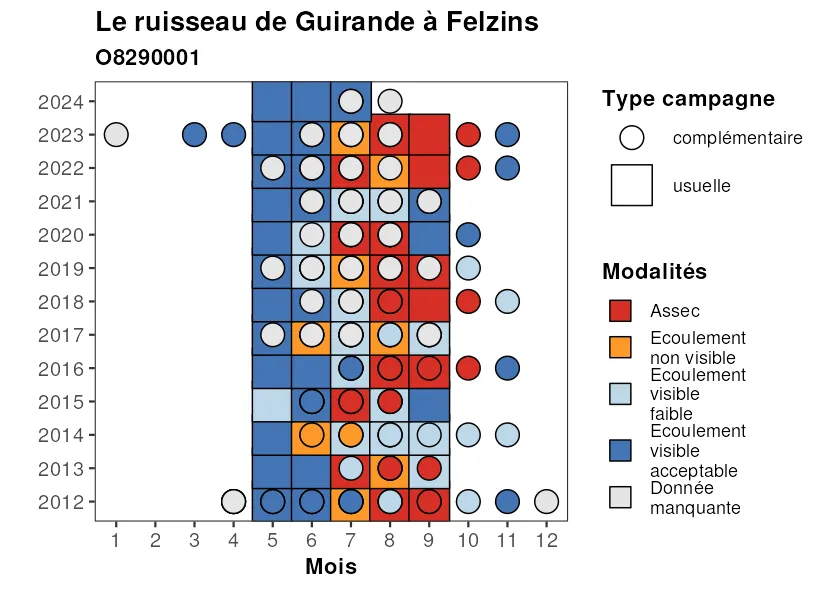 Le ruisseau de Guirande à Felzins
O8290001
2024
2023
2022
2021
2020
2019
2018
2017
2016
2015
2014
2013
2012
1 2 3 4 5 6 7 8 9 10 11 12
Mois
Type campagne
complémentaire
usuelle
Modalités
Assec
Ecoulement
non visible
Ecoulement
visible
faible
Ecoulement
visible
acceptable
Donnée
manquante